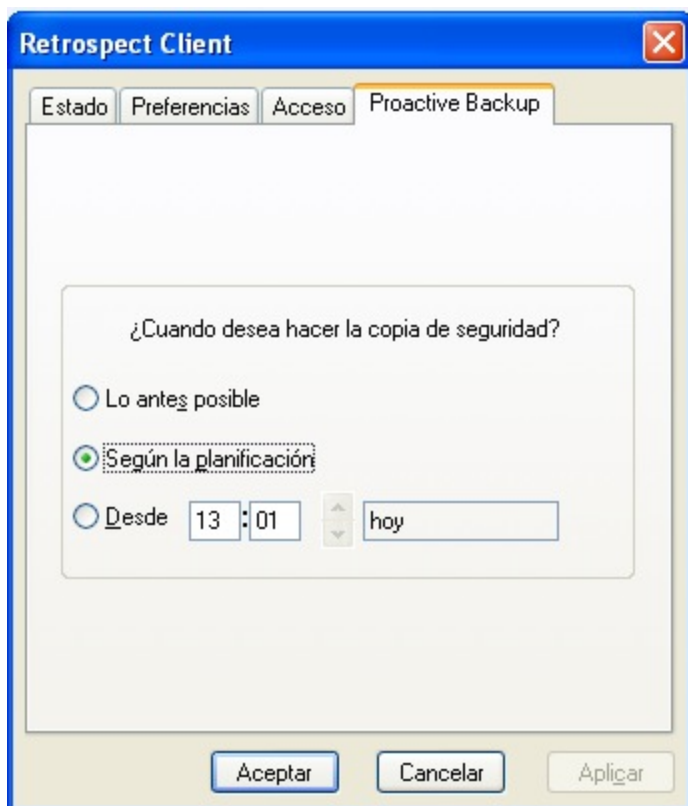 Retrospect Client
Estado Preferencias Acceso Proactive Backup
¿Cuando desea hacer la copia de seguridad?
Lo antes posible
Según la planificación
Desde 13 : 01 hoy
Aceptar Cancelar Aplicar